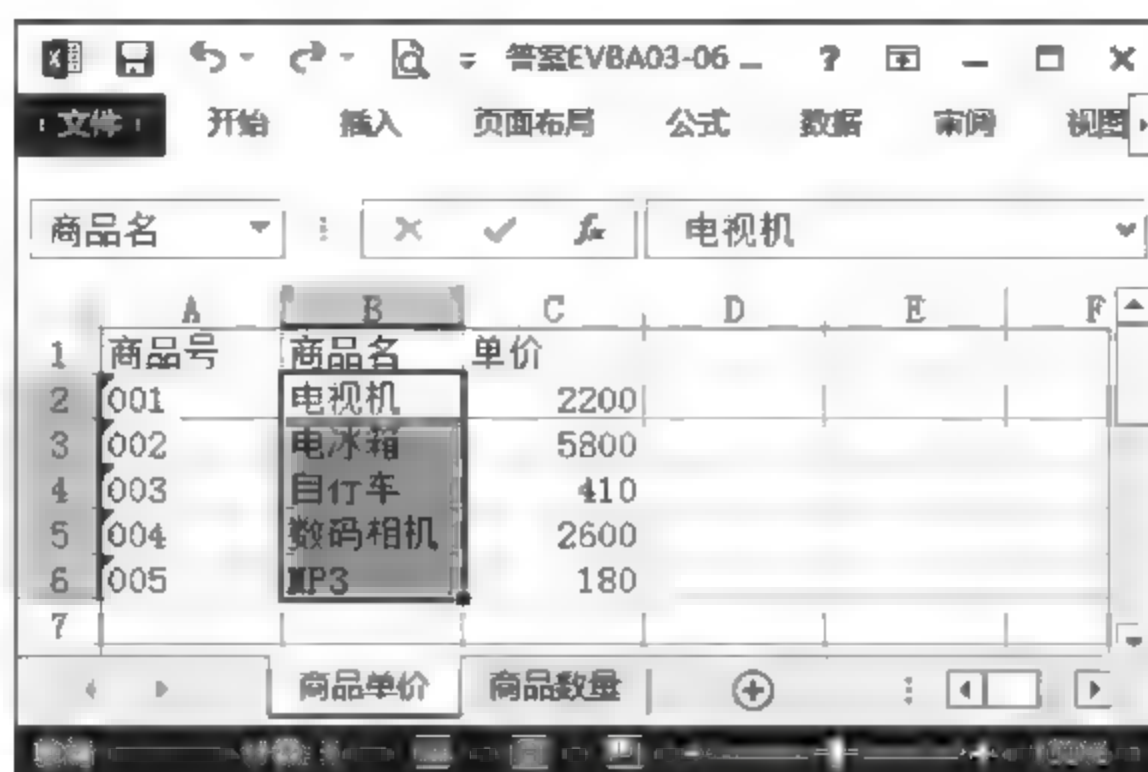 答案EVBA03-06 - ?
文件 开始 插入 页面布局 公式 数据 审阅 视图
商品名 fx 电视机
A B C D E F
1 商品号 商品名 单价
2 001 电视机 2200
3 002 电冰箱 5800
4 003 自行车 410
5 004 数码相机 2600
6 005 MP3 180
7
商品单价 商品数量